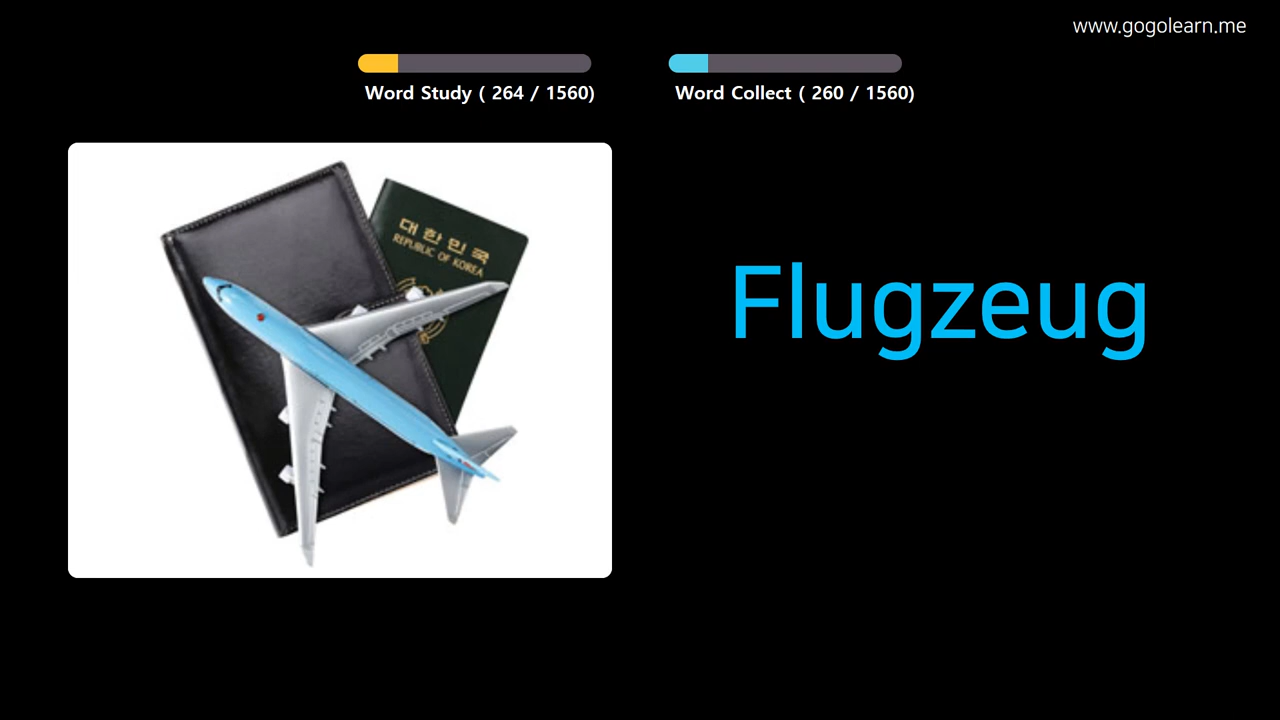 www.gogolearn.me
Word Study ( 264 / 1560)
Word Collect ( 260 / 1560)
대한민국
REPUBLIC OF KOREA
Flugzeug